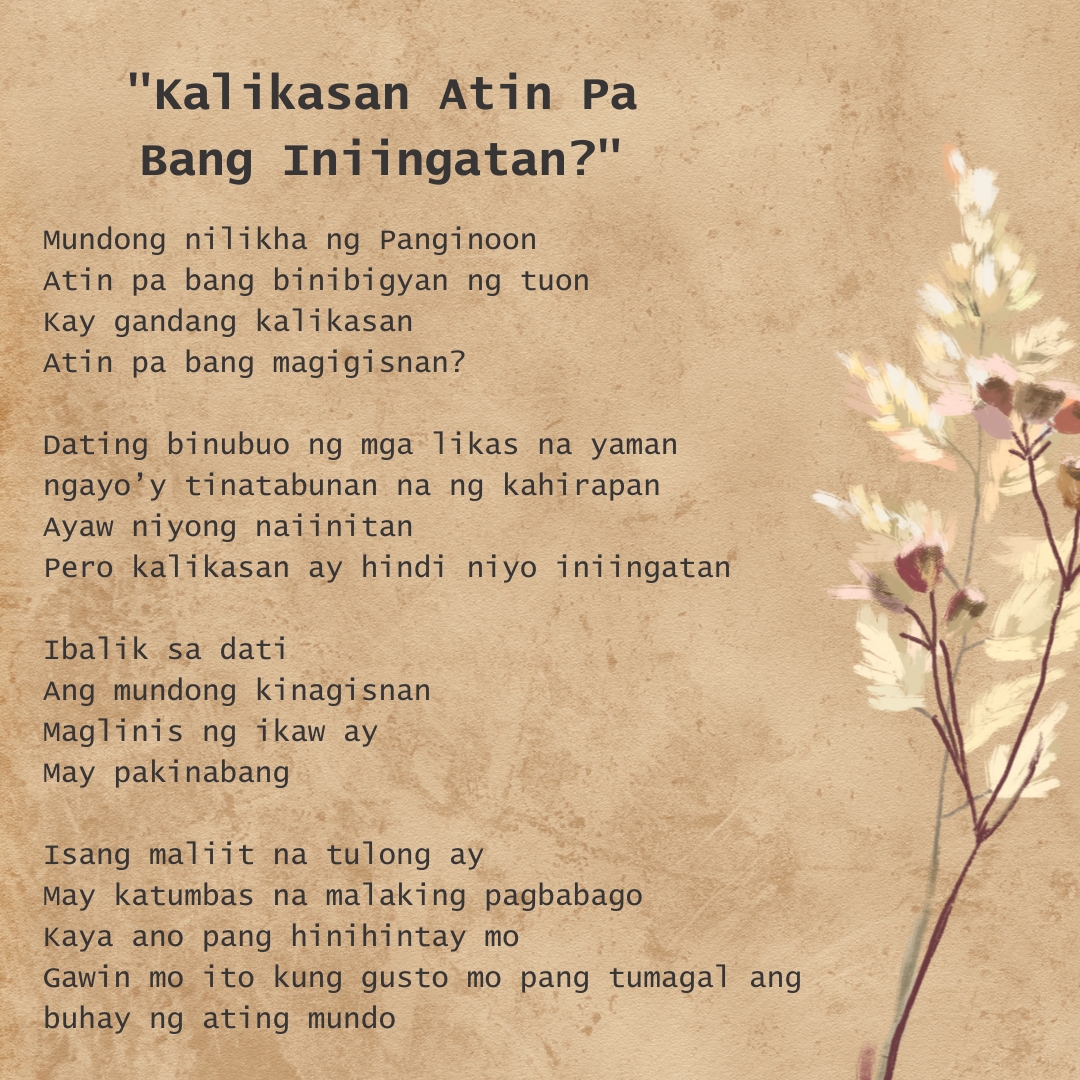 "Kalikasan Atin Pa
Bang Iniingatan?"
Mundong nilikha ng Panginoon
Atin pa bang binibigyan ng tuon
Kay gandang kalikasan
Atin pa bang magigisnan?
Dating binubuo ng mga likas na yaman
ngayo’y tinatabunan na ng kahirapan
Ayaw niyong naiinitan
Pero kalikasan ay hindi niyo iniingatan
Ibalik sa dati
Ang mundong kinagisnan
Maglinis ng ikaw ay
May pakinabang
Isang maliit na tulong ay
May katumbas na malaking pagbabago
Kaya ano pang hinihintay mo
Gawin mo ito kung gusto mo pang tumagal ang
buhay ng ating mundo